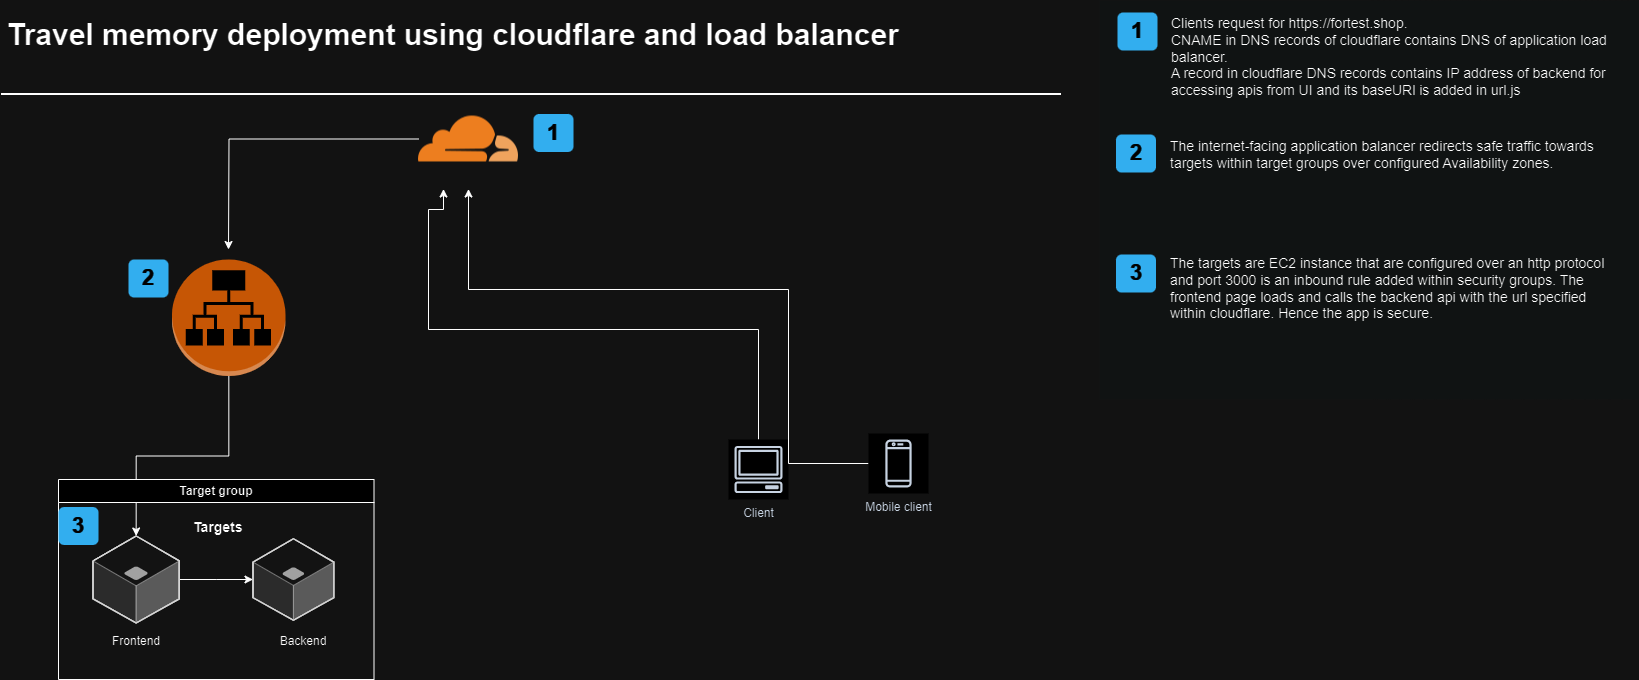 Travel memory deployment using cloudflare and load balancer
1
Clients request for https://fortest.shop.
CNAME in DNS records of cloudflare contains DNS of application load
balancer.
A record in cloudflare DNS records contains IP address of backend for
accessing apis from UI and its baseURI is added in url.js
2
The internet-facing application balancer redirects safe traffic towards
targets within target groups over configured Availability zones.
3
The targets are EC2 instance that are configured over an http protocol
and port 3000 is an inbound rule added within security groups. The
frontend page loads and calls the backend api with the url specified
within cloudflare. Hence the app is secure.
1
2
Target group
3
Targets
Frontend
Backend
Client
Mobile client